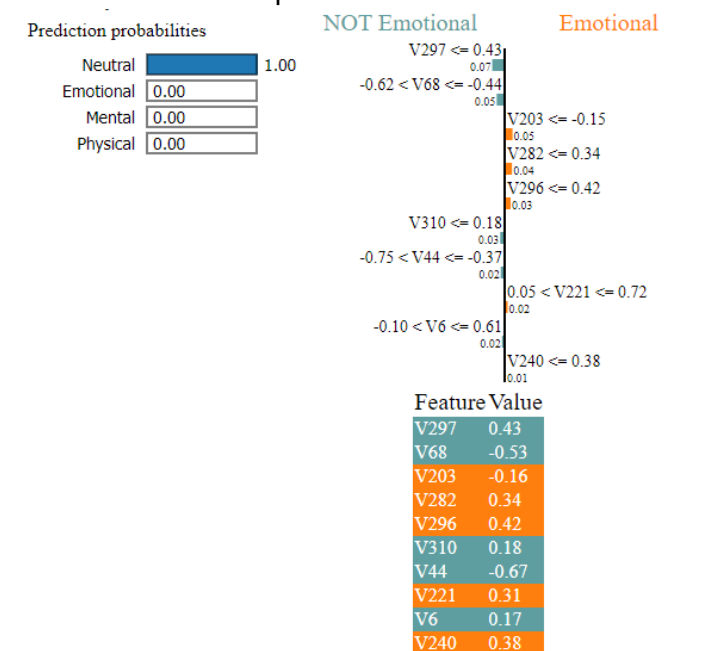 Prediction probabilities
Neutral 1.00
Emotional 0.00
Mental 0.00
Physical 0.00
NOT Emotional Emotional
V297 <= 0.43
0.07
-0.62 < V68 <= -0.44
0.05
V203 <= -0.15
0.05
V282 <= 0.34
0.04
V296 <= 0.42
0.03
V310 <= 0.18
0.03
-0.75 < V44 <= -0.37
0.02
0.05 < V221 <= 0.72
0.02
-0.10 < V6 <= 0.61
0.02
V240 <= 0.38
0.01
Feature Value
V297 0.43
V68 -0.53
V203 -0.16
V282 0.34
V296 0.42
V310 0.18
V44 -0.67
V221 0.31
V6 0.17
V240 0.38